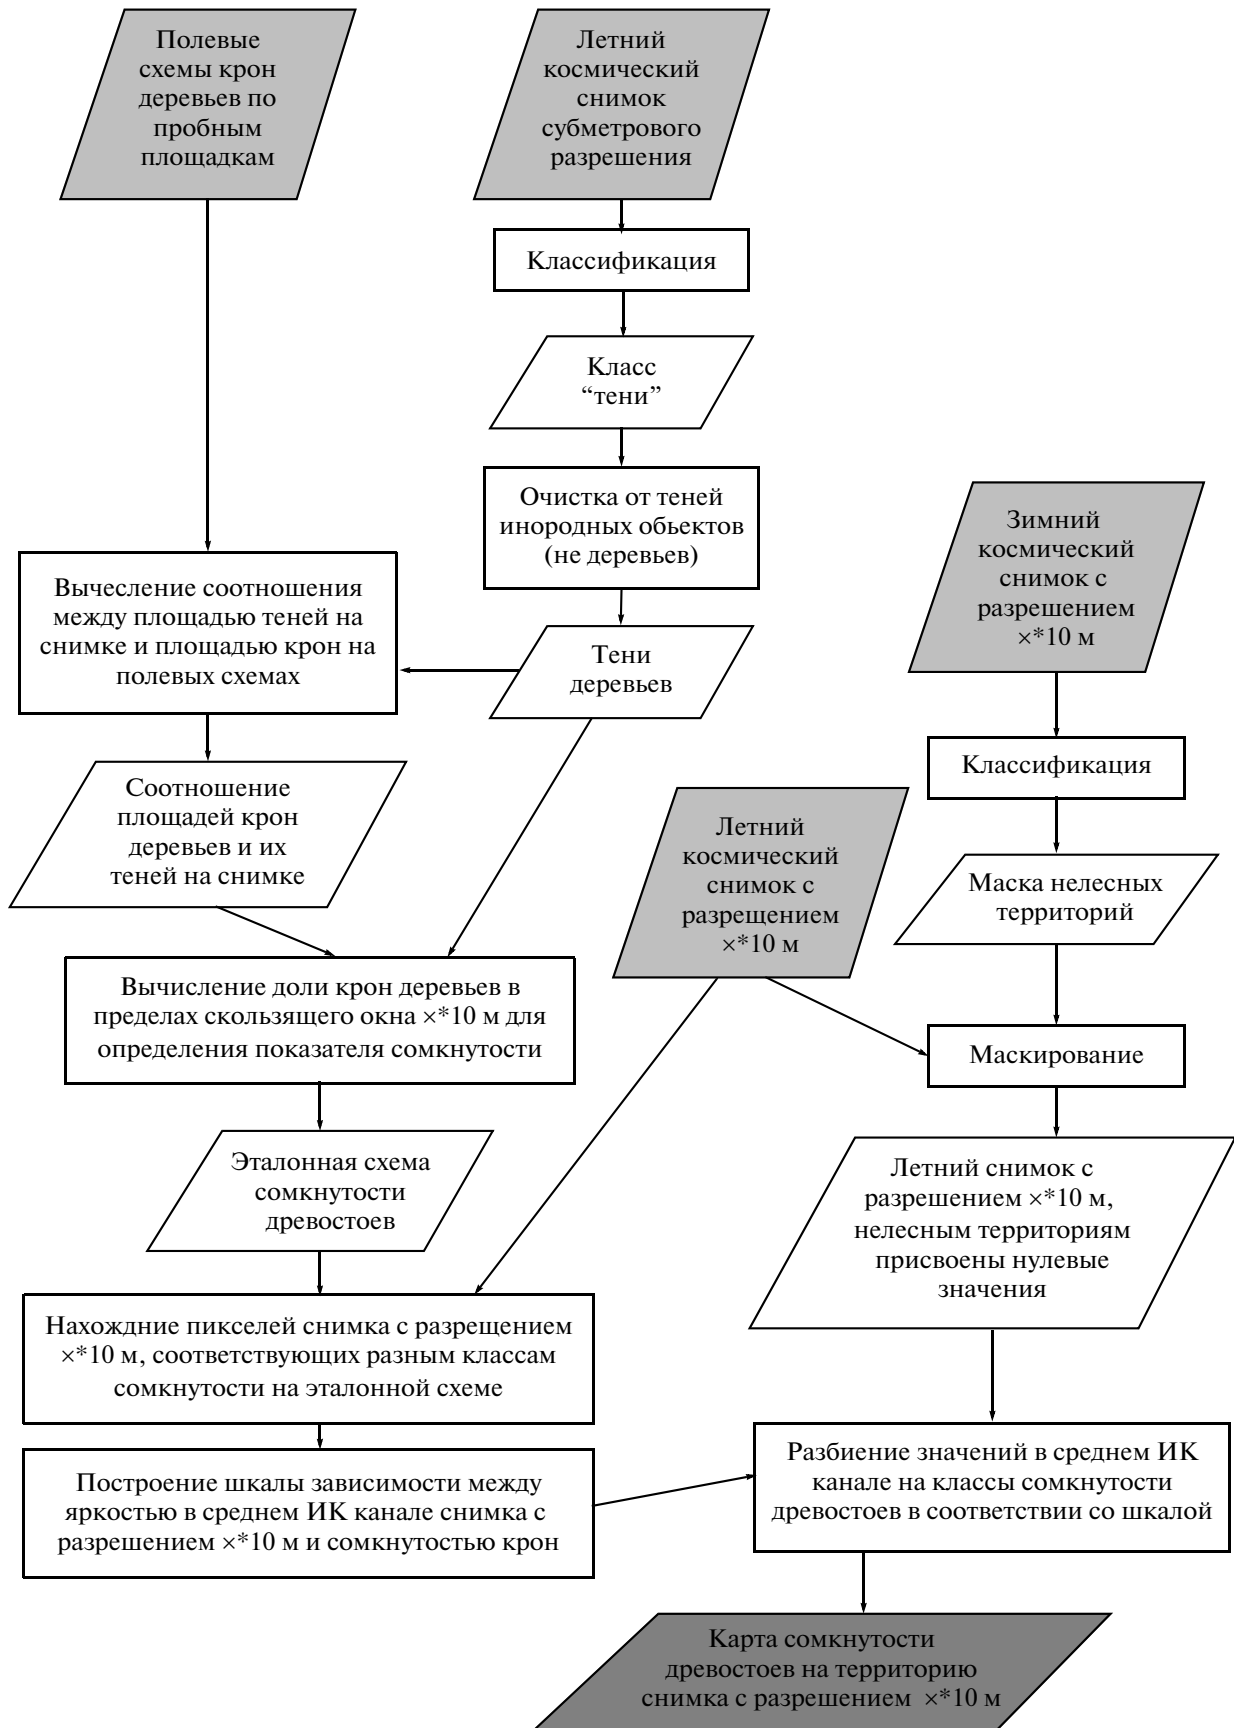 Полевые
схемы крон
деревьев по
пробным
площадкам
Летний
космический
снимок
субметрового
разрешения
Классификация
Класс
“тени”
Очистка от теней
инородных обьектов
(не деревьев)
Зимний
космический
снимок с
разрешением
×*10 м
Вычесление соотношения
между площадью теней на
снимке и площадью крон на
полевых схемах
Тени
деревьев
Классификация
Соотношение
площадей крон
деревьев и их
теней на снимке
Летний
космический
снимок с
разрещением
×*10 м
Маска нелесных
территорий
Вычисление доли крон деревьев в
пределах скользящего окна ×*10 м для
определения показателя сомкнутости
Маскирование
Эталонная схема
сомкнутости
древостоев
Летний снимок с
разрешением ×*10 м,
нелесным территориям
присвоены нулевые
значения
Нахождние пикселей снимка с разрещением
×*10 м, соответствующих разным классам
сомкнутости на эталонной схеме
Построение шкалы зависимости между
яркостью в среднем ИК канале снимка с
разрешением ×*10 м и сомкнутостью крон
Разбиение значений в среднем ИК
канале на классы сомкнутости
древостоев в соответствии со шкалой
Карта сомкнутости
древостоев на территорию
снимка с разрешением ×*10 м